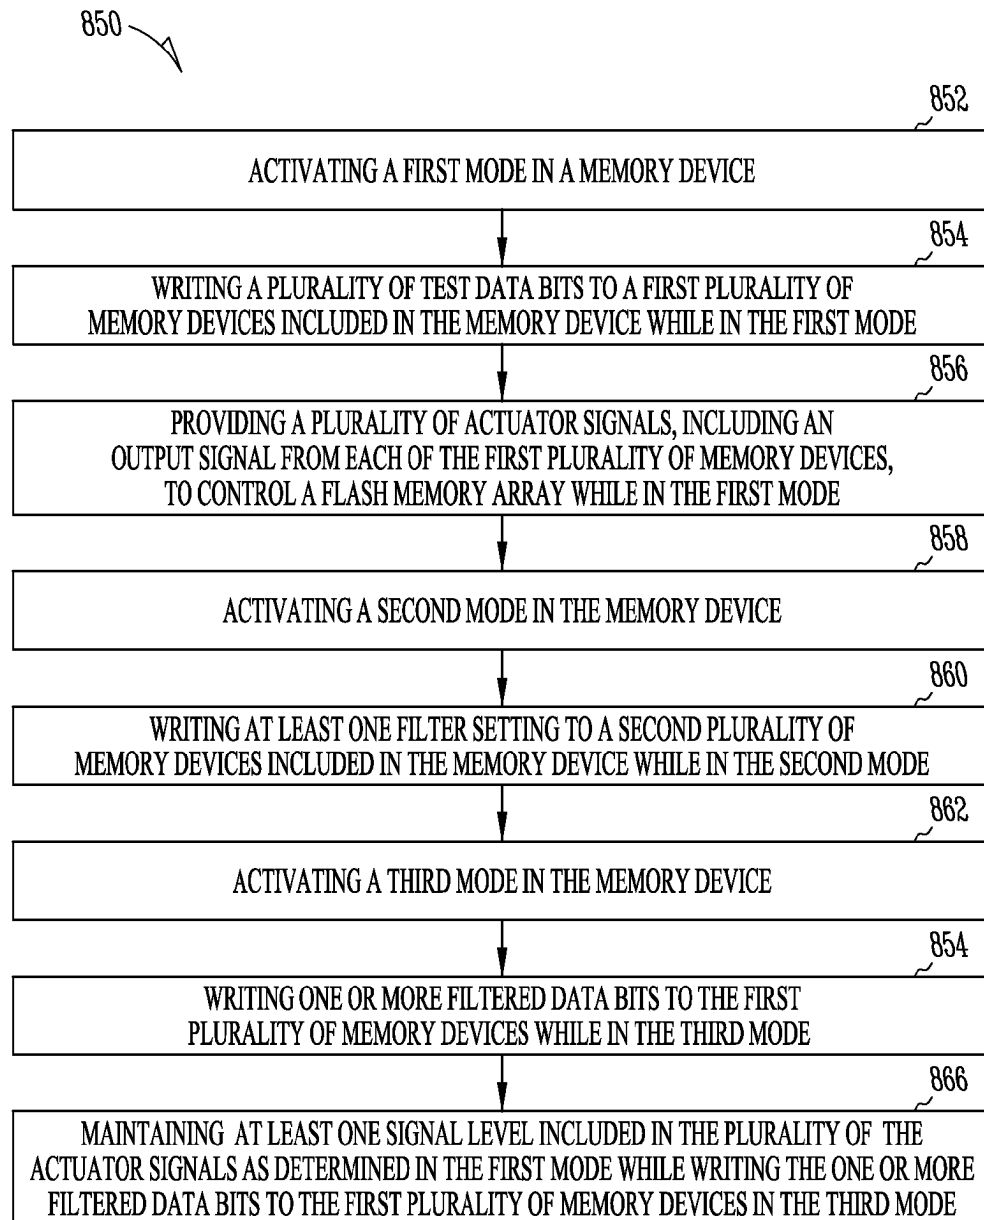 850
852
ACTIVATING A FIRST MODE IN A MEMORY DEVICE
854
WRITING A PLURALITY OF TEST DATA BITS TO A FIRST PLURALITY OF
MEMORY DEVICES INCLUDED IN THE MEMORY DEVICE WHILE IN THE FIRST MODE
856
PROVIDING A PLURALITY OF ACTUATOR SIGNALS, INCLUDING AN
OUTPUT SIGNAL FROM EACH OF THE FIRST PLURALITY OF MEMORY DEVICES,
TO CONTROL A FLASH MEMORY ARRAY WHILE IN THE FIRST MODE
858
ACTIVATING A SECOND MODE IN THE MEMORY DEVICE
860
WRITING AT LEAST ONE FILTER SETTING TO A SECOND PLURALITY OF
MEMORY DEVICES INCLUDED IN THE MEMORY DEVICE WHILE IN THE SECOND MODE
862
ACTIVATING A THIRD MODE IN THE MEMORY DEVICE
854
WRITING ONE OR MORE FILTERED DATA BITS TO THE FIRST
PLURALITY OF MEMORY DEVICES WHILE IN THE THIRD MODE
866
MAINTAINING AT LEAST ONE SIGNAL LEVEL INCLUDED IN THE PLURALITY OF THE
ACTUATOR SIGNALS AS DETERMINED IN THE FIRST MODE WHILE WRITING THE ONE OR MORE
FILTERED DATA BITS TO THE FIRST PLURALITY OF MEMORY DEVICES IN THE THIRD MODE